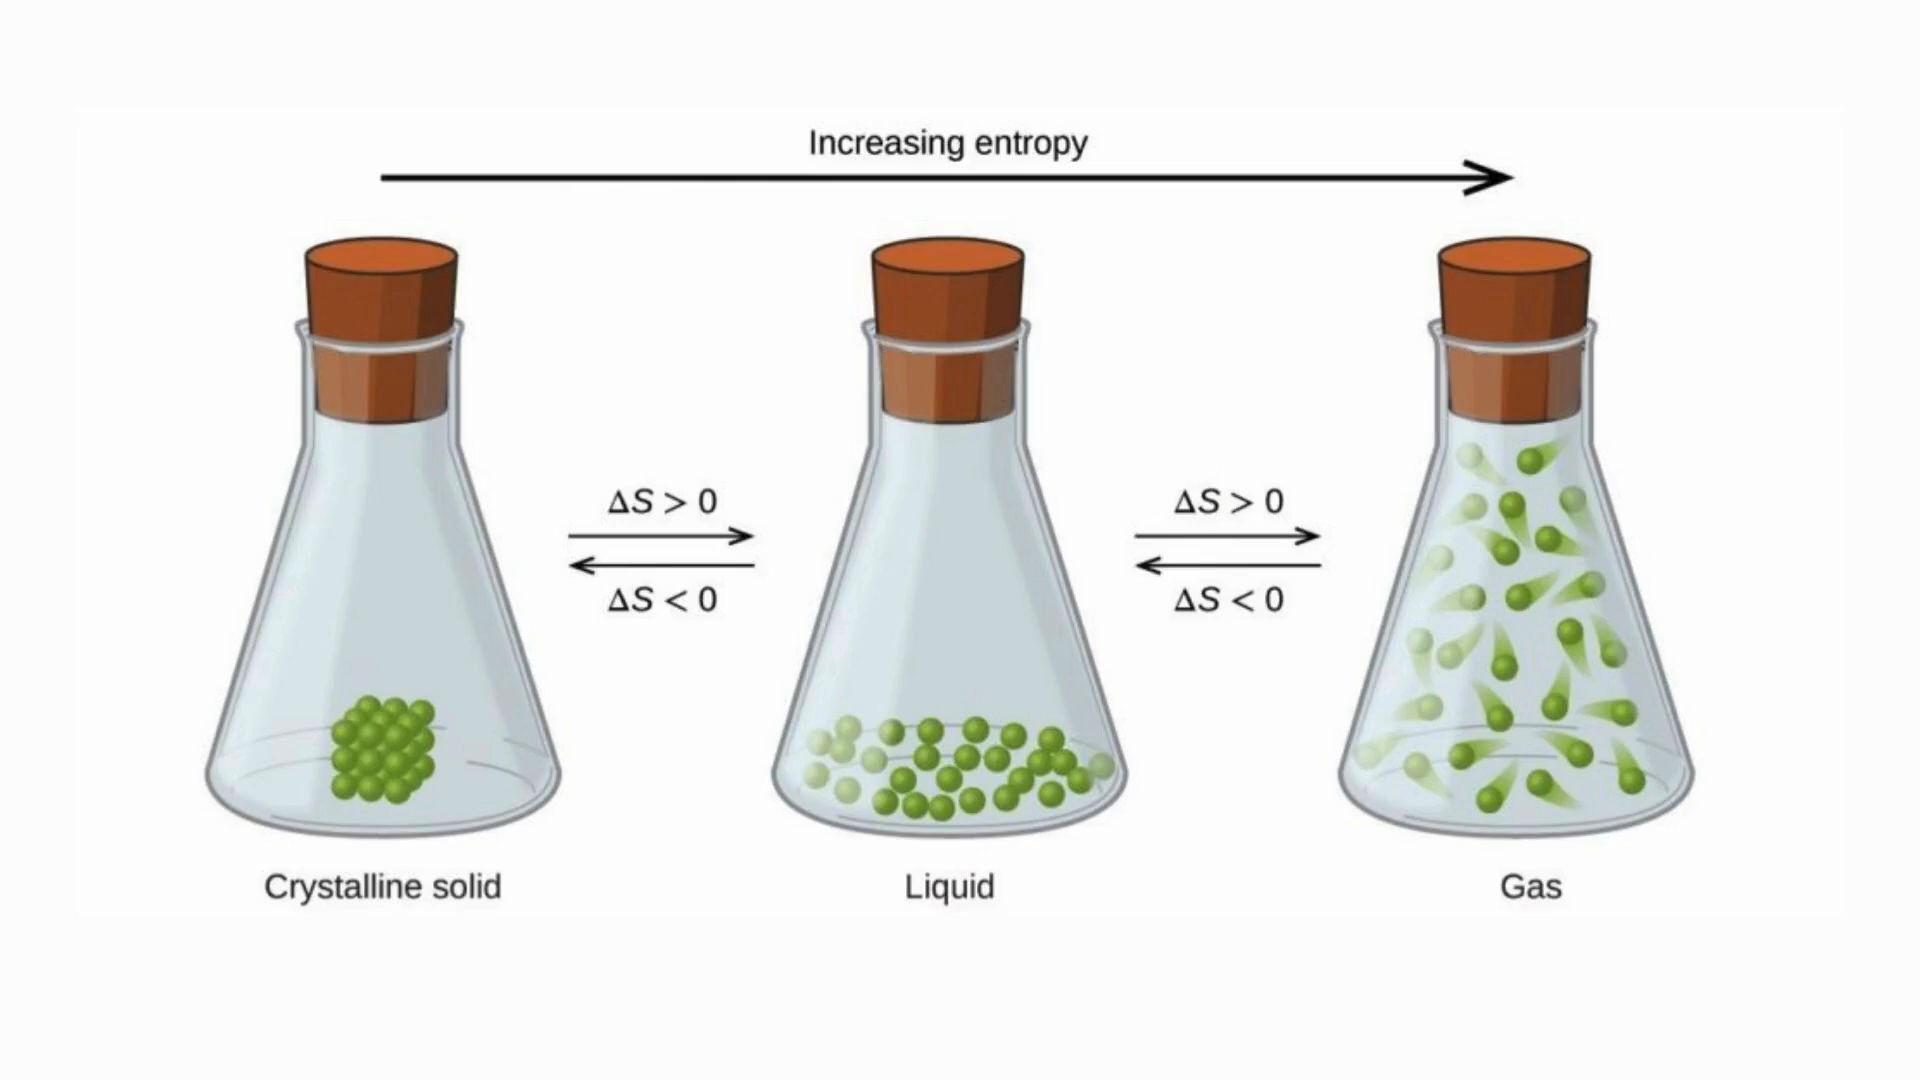 Increasing entropy
ΔS > 0
ΔS < 0
ΔS > 0
ΔS < 0
Crystalline solid
Liquid
Gas